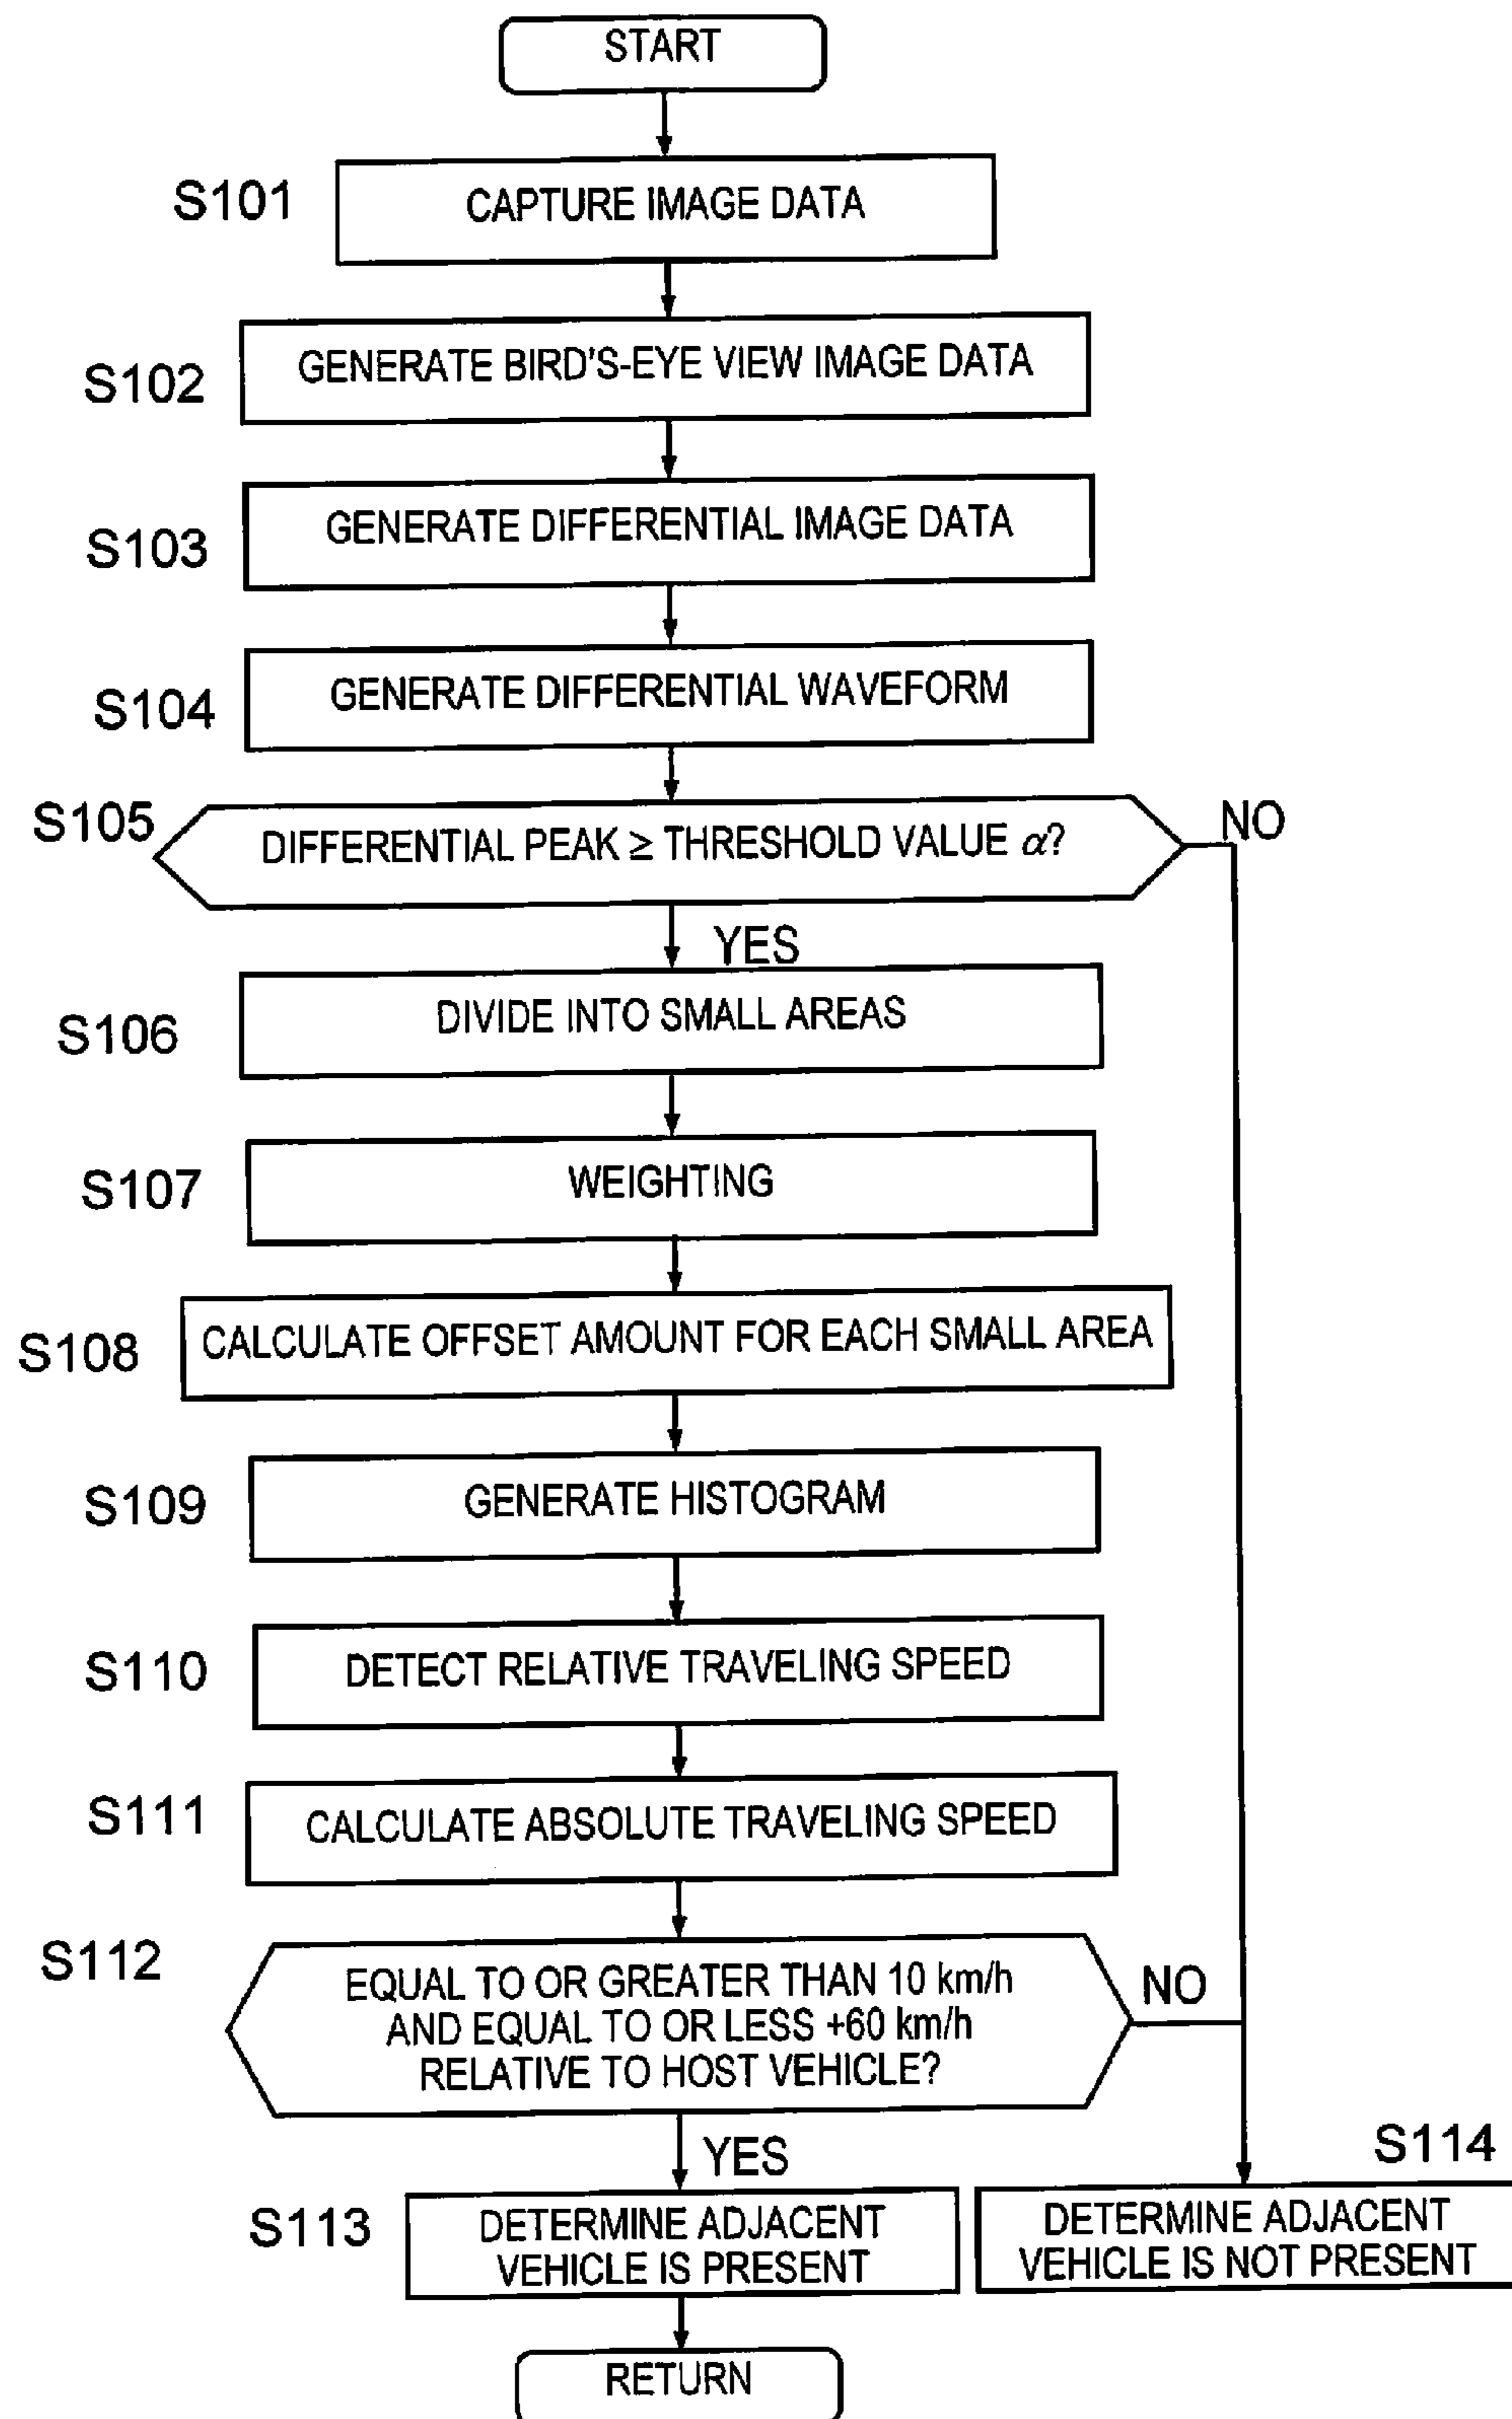 START
S101
CAPTURE IMAGE DATA
S102
GENERATE BIRD'S-EYE VIEW IMAGE DATA
S103
GENERATE DIFFERENTIAL IMAGE DATA
S104
GENERATE DIFFERENTIAL WAVEFORM
S105
DIFFERENTIAL PEAK ≥ THRESHOLD VALUE α?
NO
YES
S106
DIVIDE INTO SMALL AREAS
S107
WEIGHTING
S108
CALCULATE OFFSET AMOUNT FOR EACH SMALL AREA
S109
GENERATE HISTOGRAM
S110
DETECT RELATIVE TRAVELING SPEED
S111
CALCULATE ABSOLUTE TRAVELING SPEED
S112
EQUAL TO OR GREATER THAN 10 km/h
AND EQUAL TO OR LESS +60 km/h
RELATIVE TO HOST VEHICLE?
NO
YES
S113
DETERMINE ADJACENT
VEHICLE IS PRESENT
S114
DETERMINE ADJACENT
VEHICLE IS NOT PRESENT
RETURN